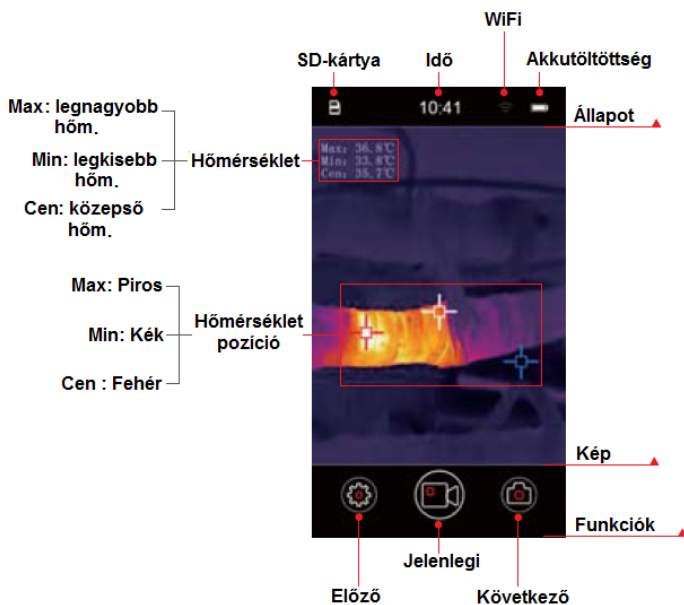 WiFi
SD-kártya
Idő
Akkutöltöttség
10:41
Állapot
Max: legnagyobb
hőm.
Min: legkisebb
hőm.
Cen: közepső
hőm.
Hőmérséklet
Max: 36.8℃
Min: 33.8℃
Cen: 35.7℃
Max: Piros
Min: Kék
Cen : Fehér
Hőmérséklet
pozíció
Kép
Funkciók
Jelenlegi
Előző
Következő